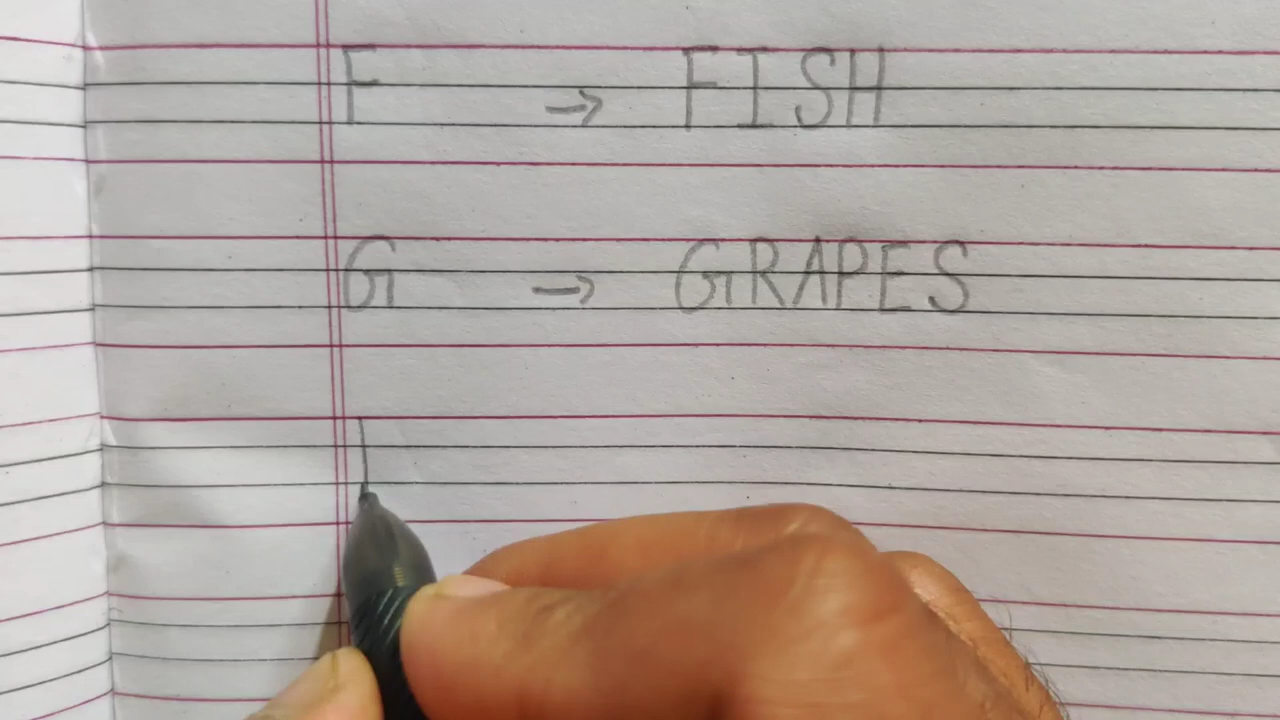 F → FISH
G → GRAPES